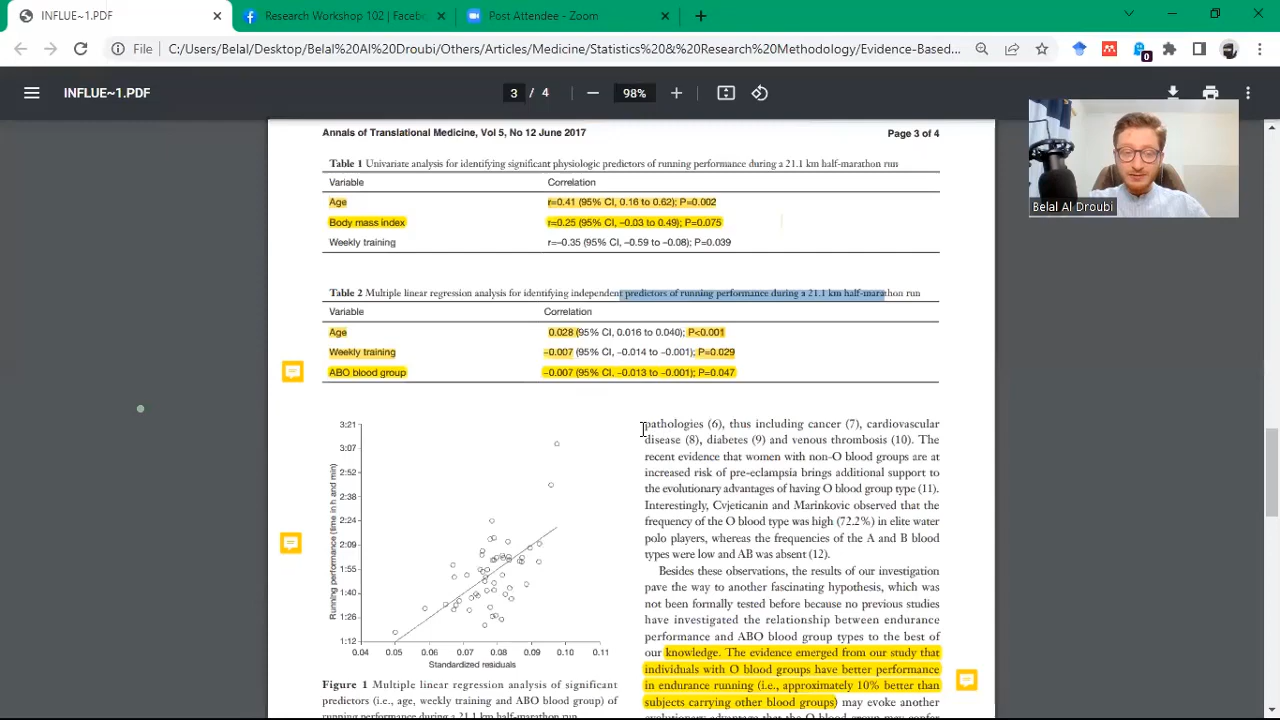 INFLUE~1.PDF
Research Workshop 102 | Facebo
Post Attendee - Zoom
File
C:/Users/Belal/Desktop/Belal%20Al%20Droubi/Others/Articles/Medicine/Statistics%20&%20Research%20Methodology/Evidence-Based...
0
INFLUE~1.PDF
3 / 4
98%
Belal Al Droubi
Annals of Translational Medicine, Vol 5, No 12 June 2017
Page 3 of 4
Table 1 Univariate analysis for identifying significant physiologic predictors of running performance during a 21.1 km half-marathon run
Variable Correlation
Age r=0.41 (95% CI, 0.16 to 0.62); P=0.002
Body mass index r=0.25 (95% CI, −0.03 to 0.49); P=0.075
Weekly training r=−0.35 (95% CI, −0.59 to −0.08); P=0.039
Table 2 Multiple linear regression analysis for identifying independent predictors of running performance during a 21.1 km half-marathon run
Variable Correlation
Age 0.028 (95% CI, 0.016 to 0.040); P<0.001
Weekly training −0.007 (95% CI, −0.014 to −0.001); P=0.029
ABO blood group −0.007 (95% CI, −0.013 to −0.001); P=0.047
Running performance (time in h and min)
3:21
3:07
2:52
2:38
2:24
2:09
1:55
1:40
1:26
1:12
0.04 0.05 0.06 0.07 0.08 0.09 0.10 0.11
Standardized residuals
Figure 1 Multiple linear regression analysis of significant
predictors (i.e., age, weekly training and ABO blood group) of
running performance during a 21.1 km half-marathon run
pathologies (6), thus including cancer (7), cardiovascular
disease (8), diabetes (9) and venous thrombosis (10). The
recent evidence that women with non-O blood groups are at
increased risk of pre-eclampsia brings additional support to
the evolutionary advantages of having O blood group type (11).
Interestingly, Cvjeticanin and Marinkovic observed that the
frequency of the O blood type was high (72.2%) in elite water
polo players, whereas the frequencies of the A and B blood
types were low and AB was absent (12).
Besides these observations, the results of our investigation
pave the way to another fascinating hypothesis, which was
not been formally tested before because no previous studies
have investigated the relationship between endurance
performance and ABO blood group types to the best of
our knowledge. The evidence emerged from our study that
individuals with O blood groups have better performance
in endurance running (i.e., approximately 10% better than
subjects carrying other blood groups) may evoke another
evolutionary advantage that the O blood group may confer